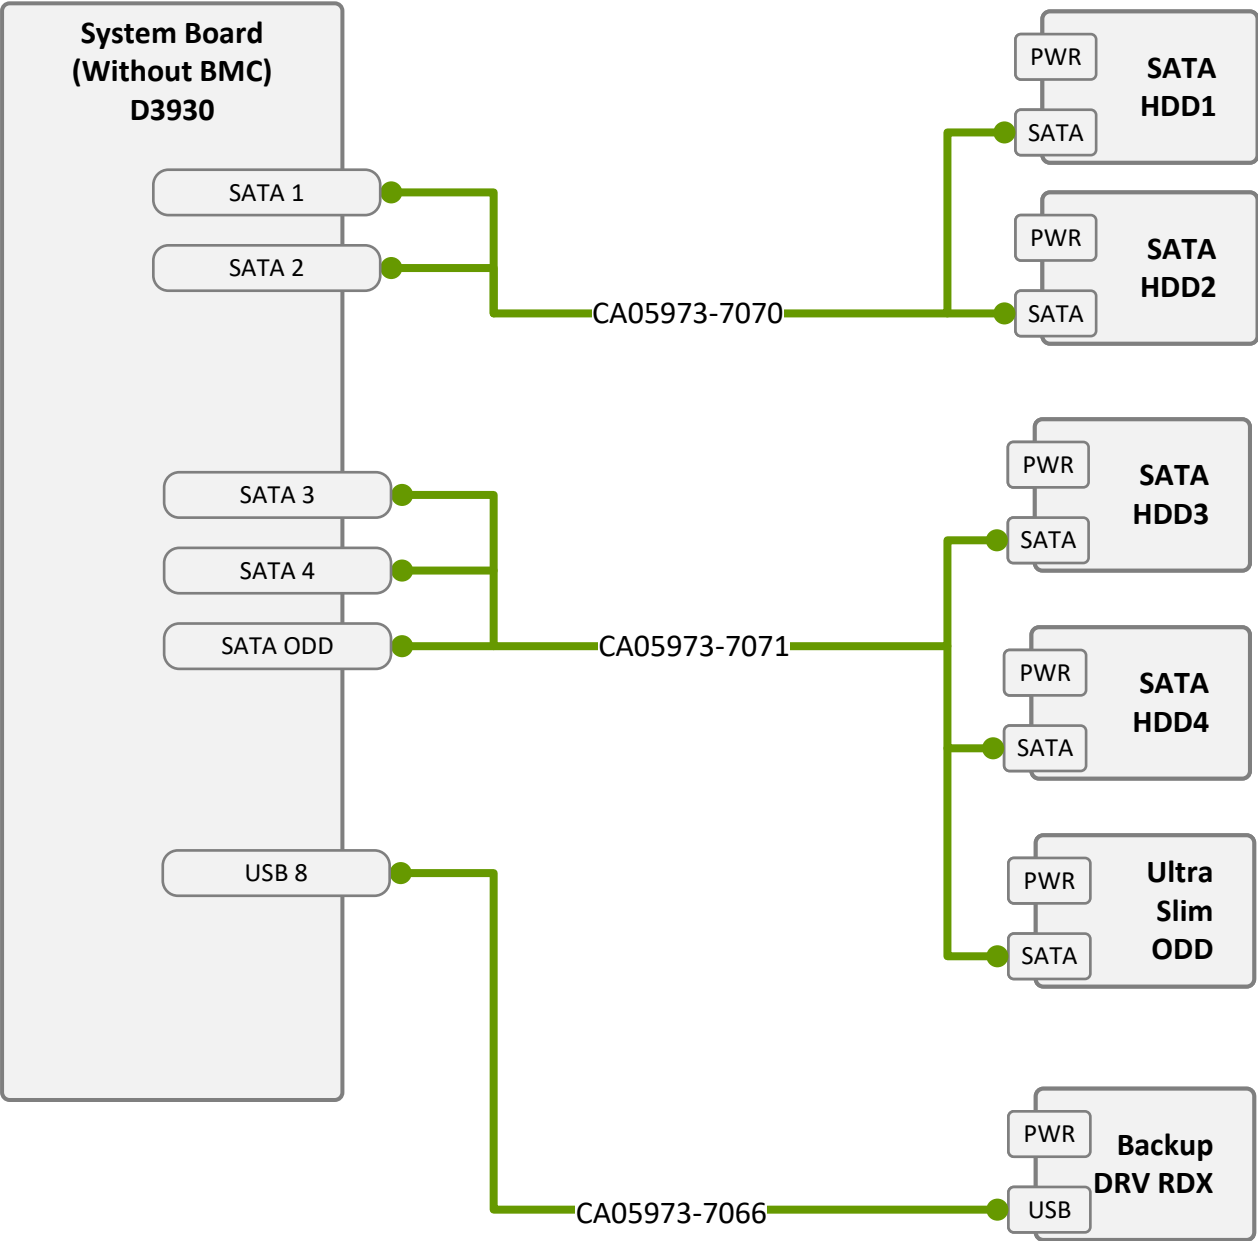 System Board
(Without BMC)
D3930
SATA 1
SATA 2
SATA 3
SATA 4
SATA ODD
USB 8
CA05973-7070
CA05973-7071
CA05973-7066
PWR
SATA
SATA
HDD1
PWR
SATA
SATA
HDD2
PWR
SATA
SATA
HDD3
PWR
SATA
SATA
HDD4
PWR
SATA
Ultra
Slim
ODD
PWR
USB
Backup
DRV RDX